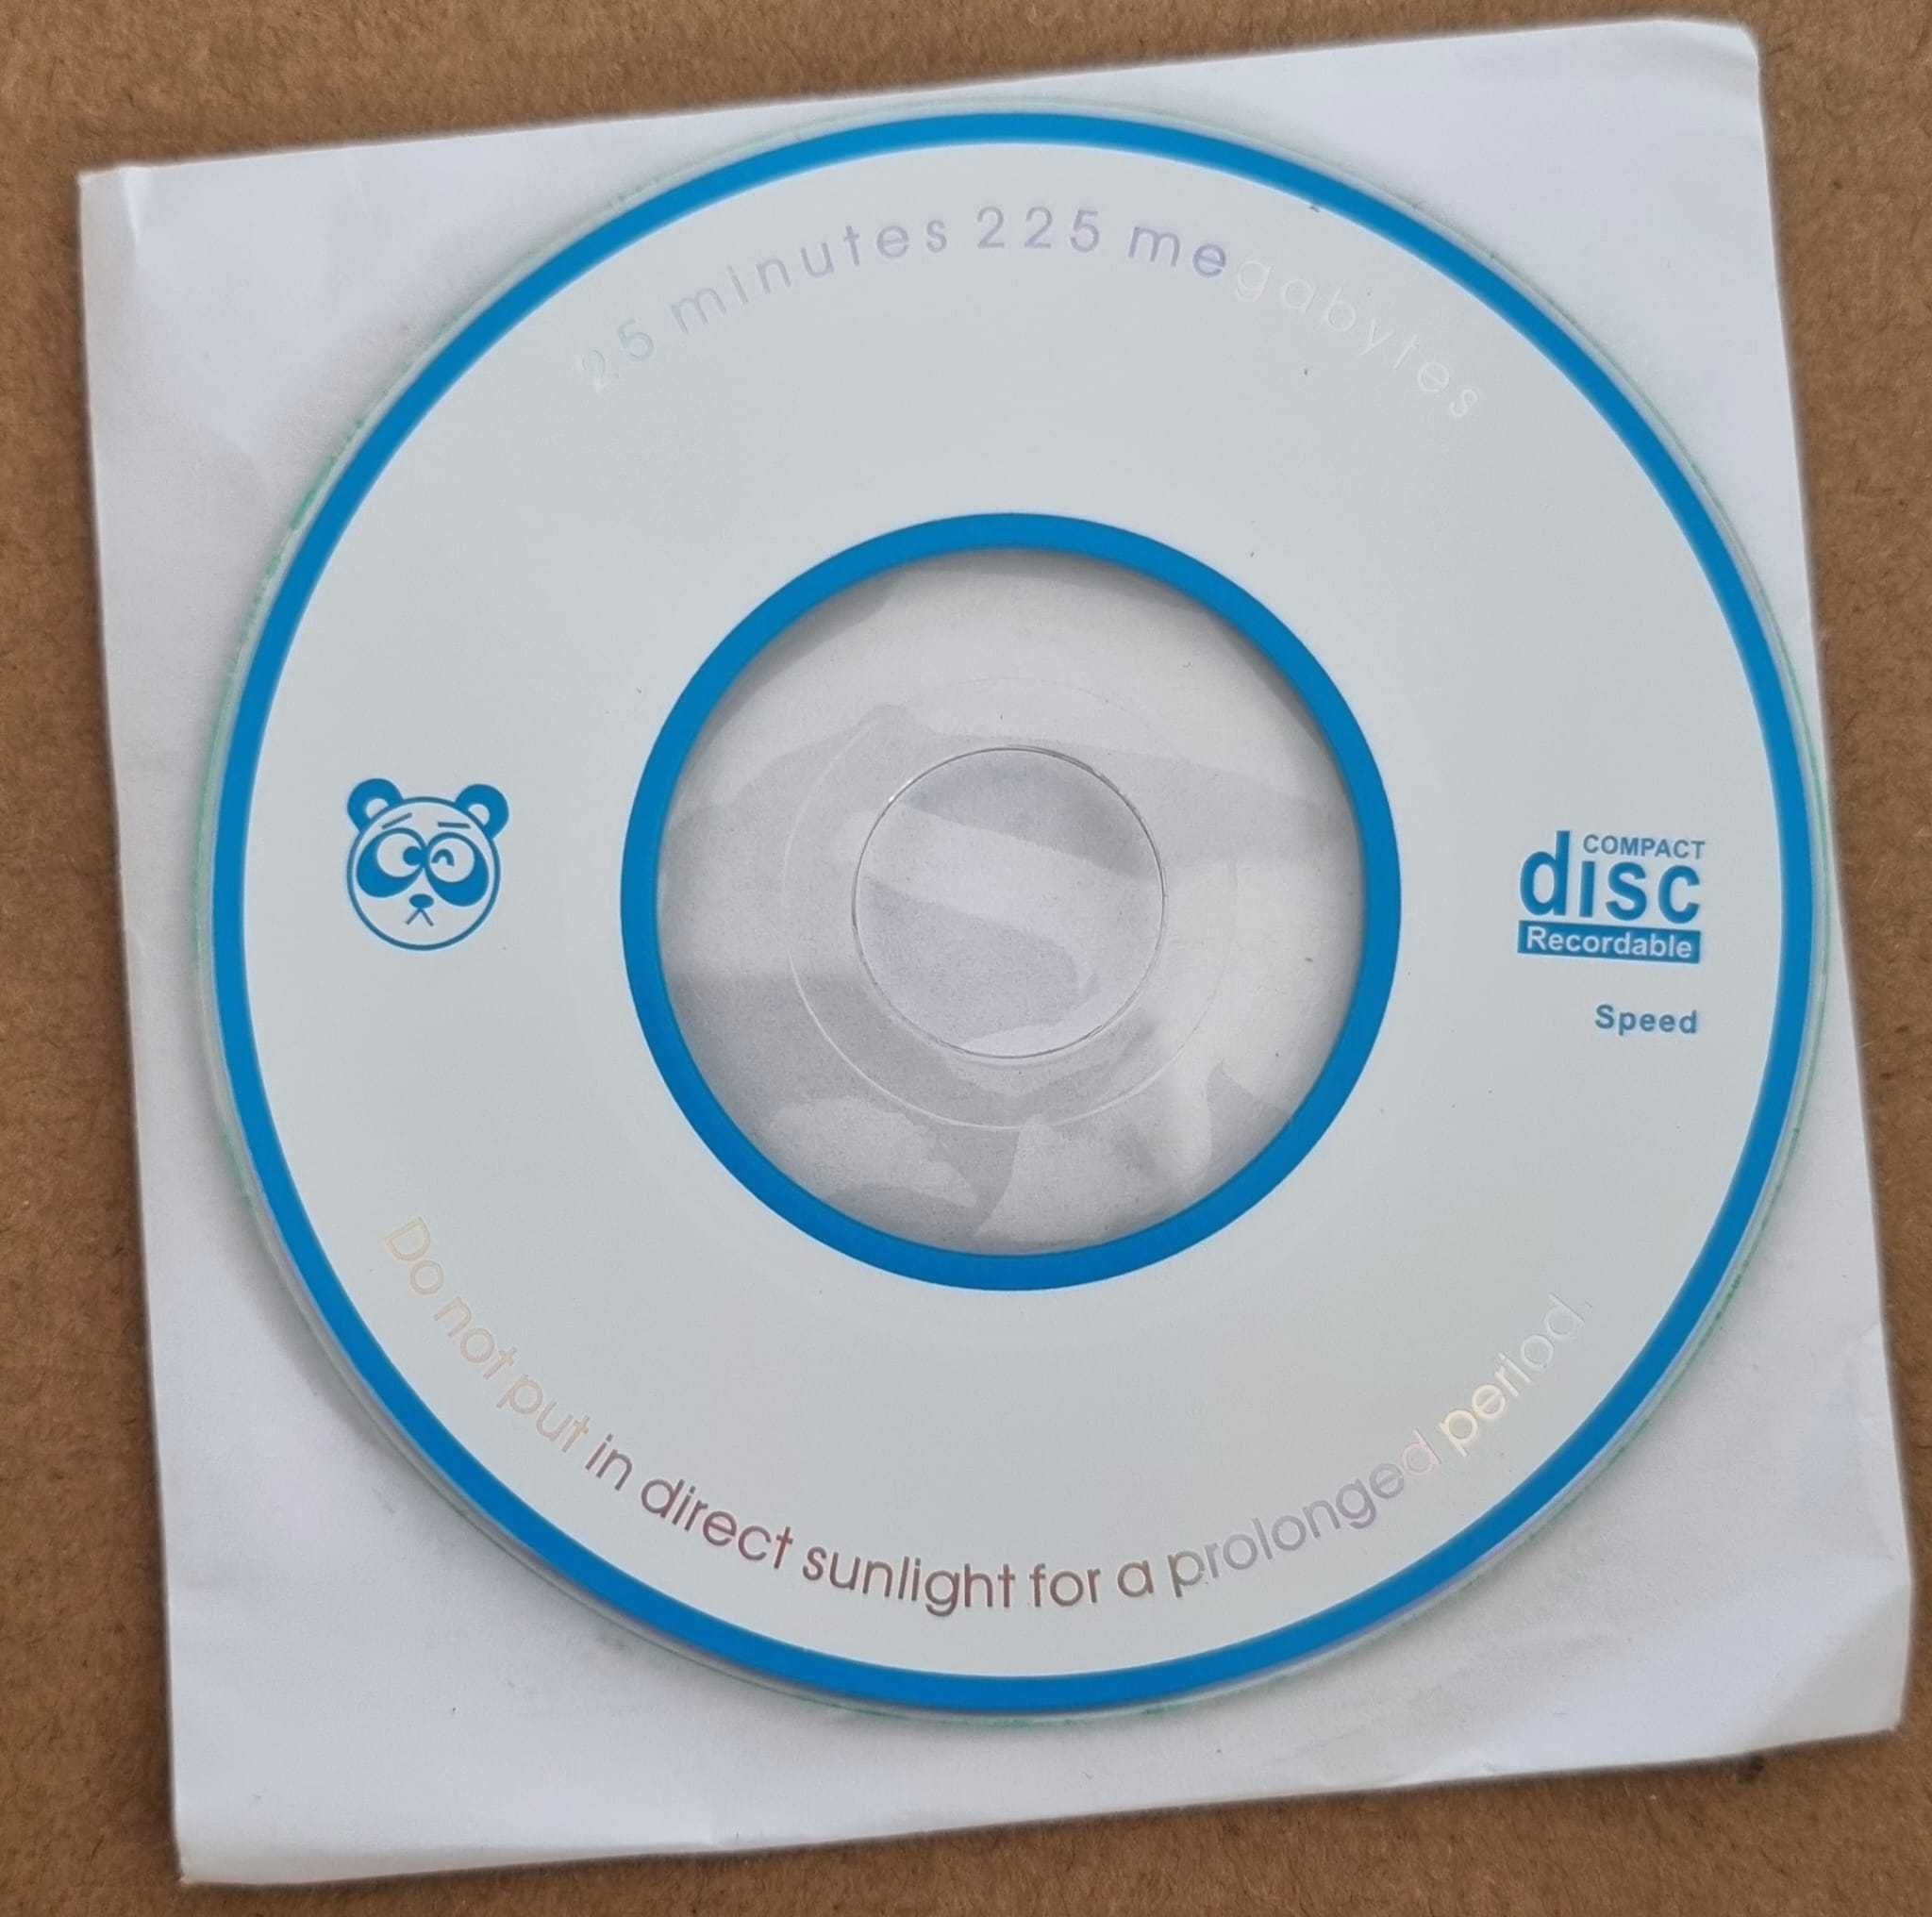 25 minutes 225 megabytes
COMPACT
disc
Recordable
Speed
Do not put in direct sunlight for a prolonged period.